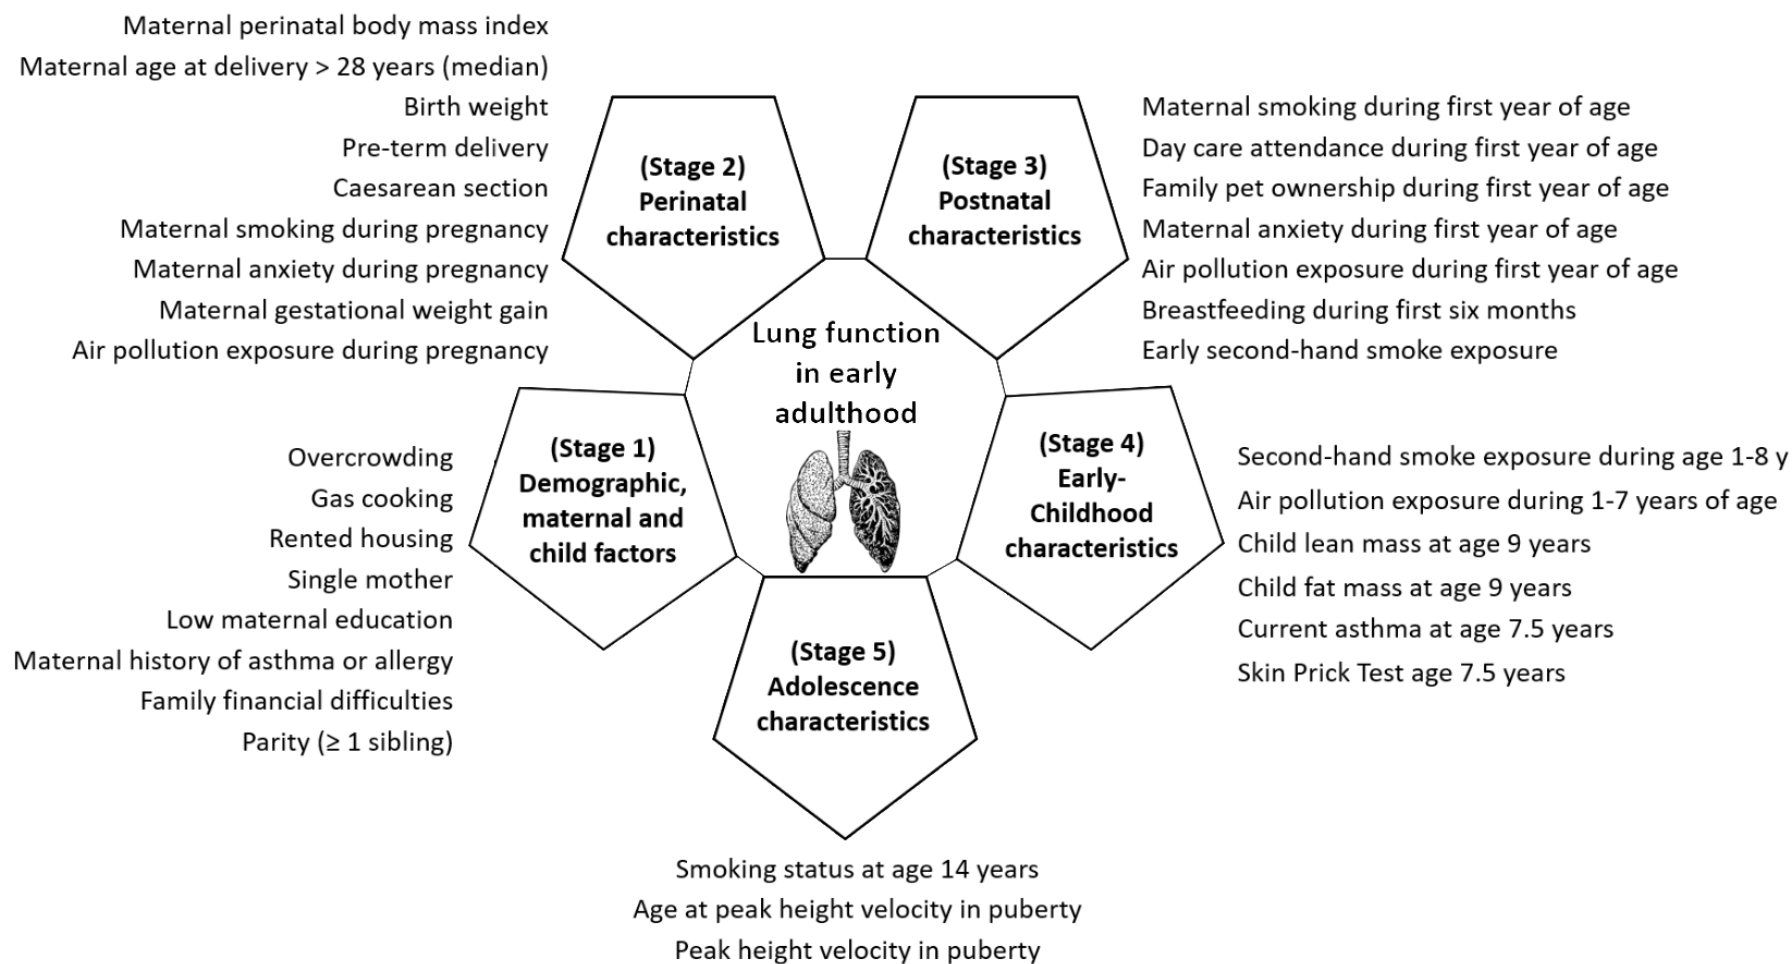 Maternal perinatal body mass index
Maternal age at delivery > 28 years (median)
Birth weight
Pre-term delivery
Caesarean section
Maternal smoking during pregnancy
Maternal anxiety during pregnancy
Maternal gestational weight gain
Air pollution exposure during pregnancy
(Stage 2)
Perinatal
characteristics
(Stage 3)
Postnatal
characteristics
Maternal smoking during first year of age
Day care attendance during first year of age
Family pet ownership during first year of age
Maternal anxiety during first year of age
Air pollution exposure during first year of age
Breastfeeding during first six months
Early second-hand smoke exposure
Lung function
in early
adulthood
Overcrowding
Gas cooking
Rented housing
Single mother
Low maternal education
Maternal history of asthma or allergy
Family financial difficulties
Parity (≥ 1 sibling)
(Stage 1)
Demographic,
maternal and
child factors
(Stage 4)
Early-
Childhood
characteristics
Second-hand smoke exposure during age 1-8 y
Air pollution exposure during 1-7 years of age
Child lean mass at age 9 years
Child fat mass at age 9 years
Current asthma at age 7.5 years
Skin Prick Test age 7.5 years
(Stage 5)
Adolescence
characteristics
Smoking status at age 14 years
Age at peak height velocity in puberty
Peak height velocity in puberty